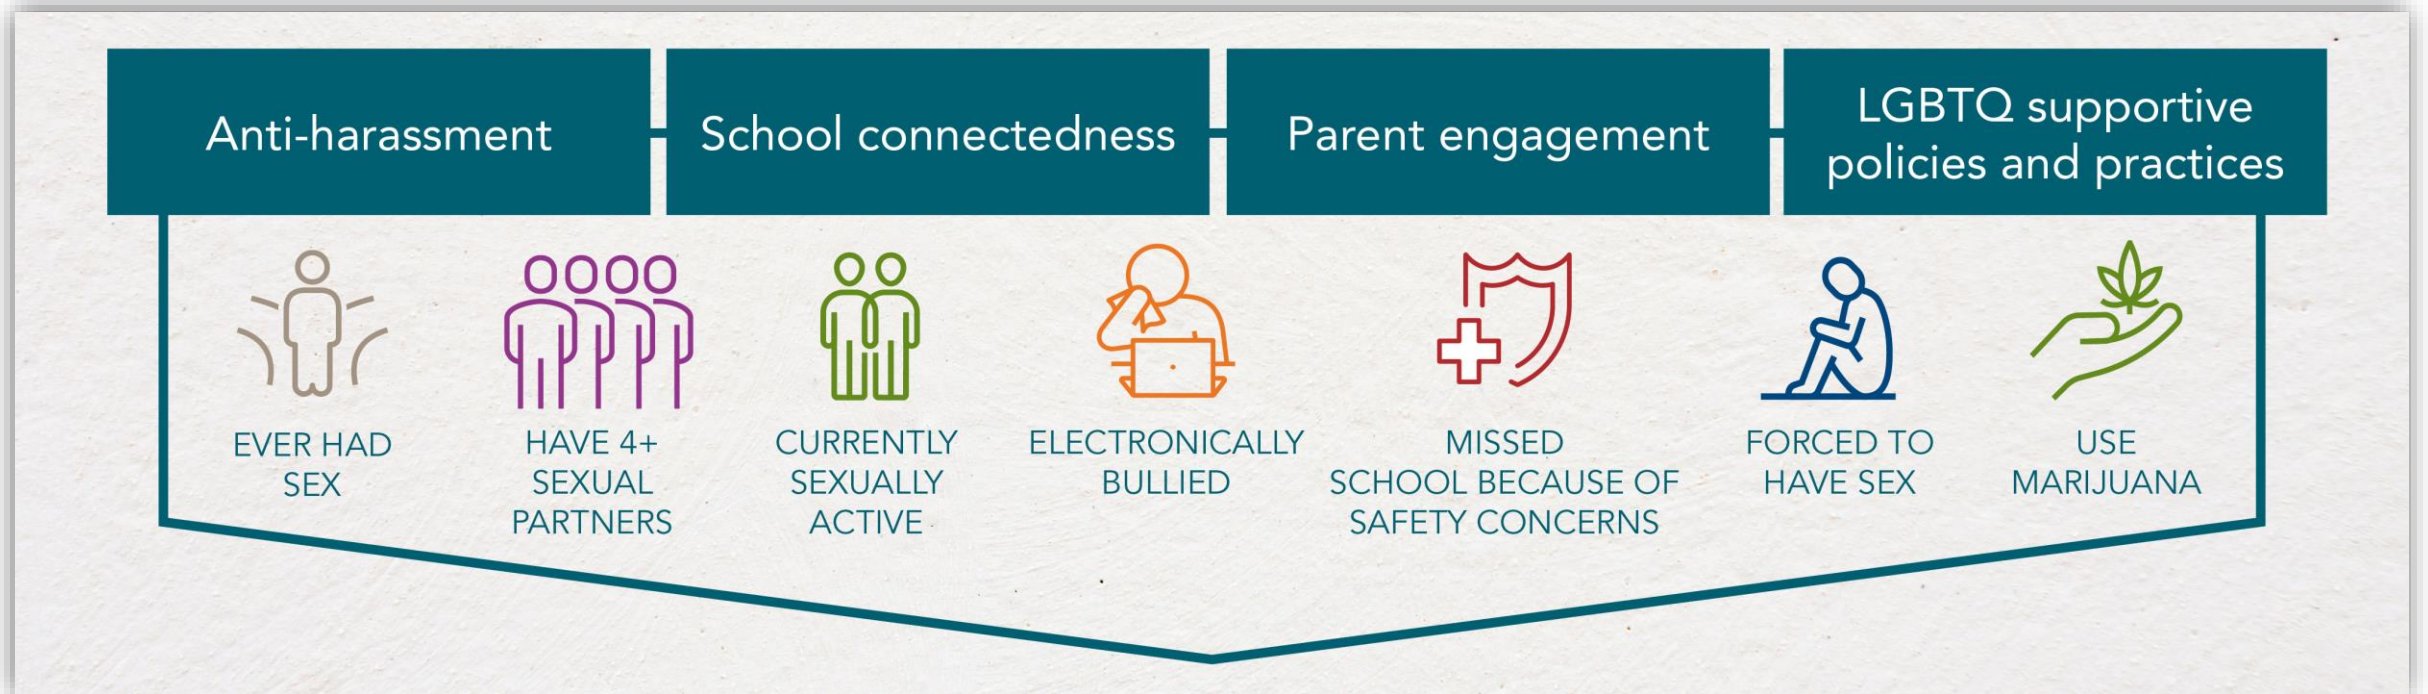 Anti-harassment
School connectedness
Parent engagement
LGBTQ supportive
policies and practices
EVER HAD
SEX
HAVE 4+
SEXUAL
PARTNERS
CURRENTLY
SEXUALLY
ACTIVE
ELECTRONICALLY
BULLIED
MISSED
SCHOOL BECAUSE OF
SAFETY CONCERNS
FORCED TO
HAVE SEX
USE
MARIJUANA